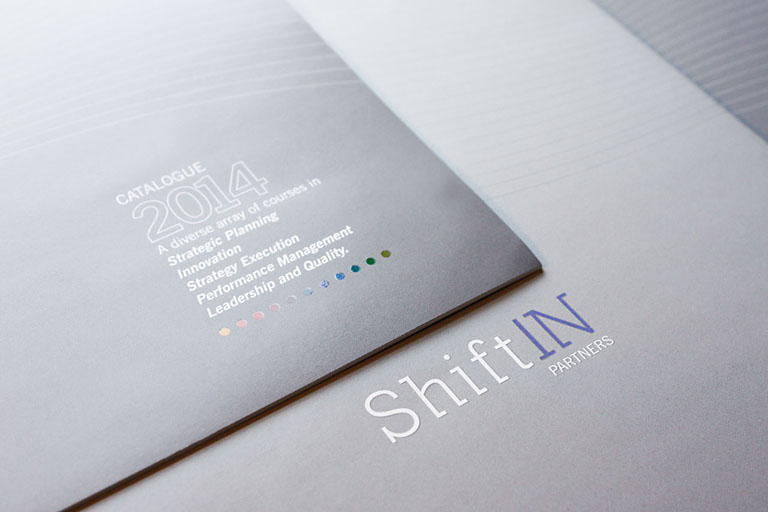 CATALOGUE
2014
A diverse array of courses in
Strategic Planning
Innovation
Strategy Execution
Performance Management
Leadership and Quality.
ShiftIN
PARTNERS